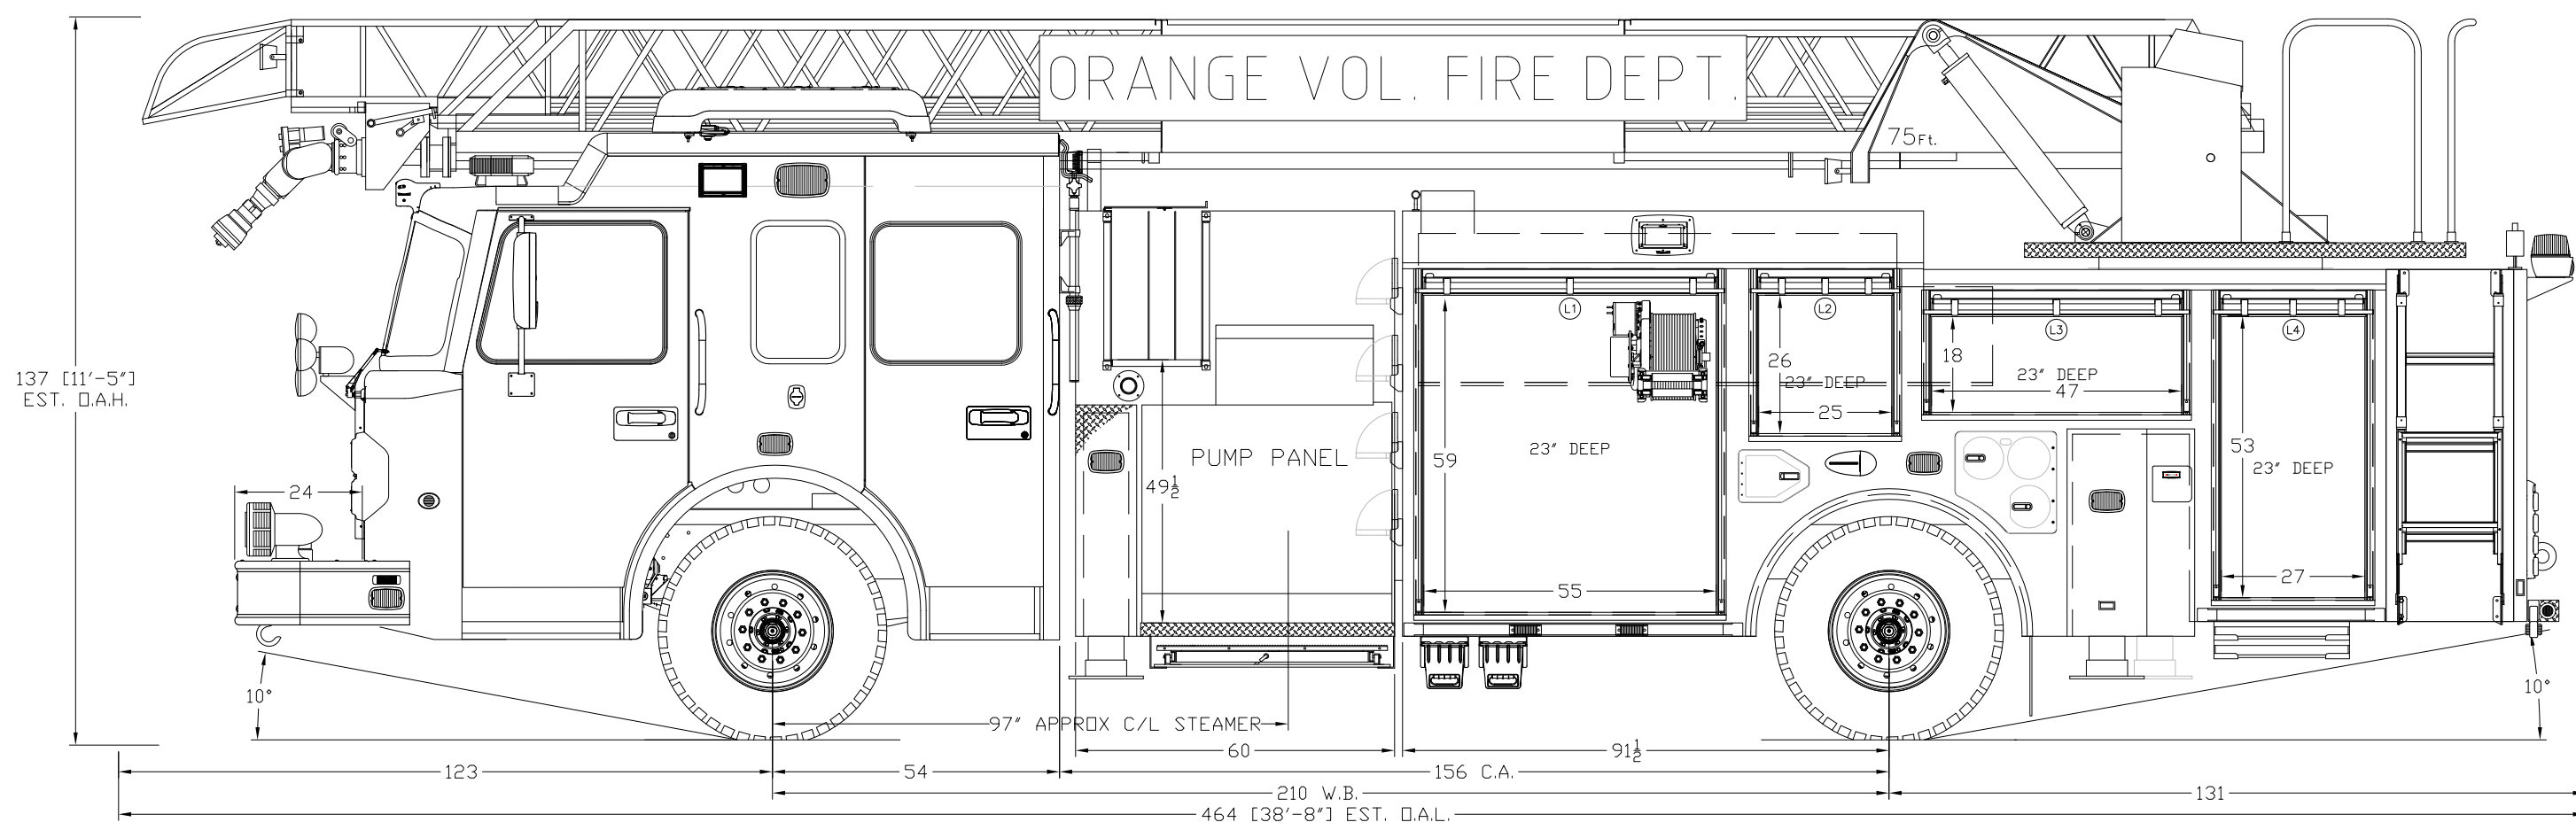 ORANGE VOL. FIRE DEPT.
75Ft.
137 [11'-5"]
EST. O.A.H.
L1
L2
L3
L4
26
18
23" DEEP
25
23" DEEP
47
59
23" DEEP
53
23" DEEP
PUMP PANEL
49½
24
55
27
10°
10°
97" APPROX C/L STEAMER
60
91½
123
54
156 C.A.
210 W.B.
131
464 [38'-8"] EST. O.A.L.